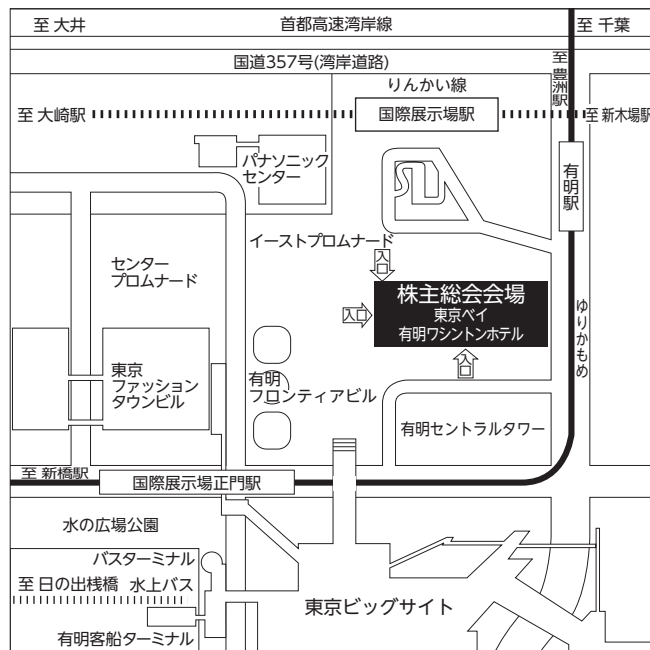 至 大井
首都高速湾岸線
至 千葉
国道357号(湾岸道路)
至 豊洲駅
りんかい線
至 大崎駅
国際展示場駅
至 新木場駅
パナソニック
センター
有明駅
イーストプロムナード
入口
センター
プロムナード
株主総会会場
東京ベイ
有明ワシントンホテル
入口
ゆりかもめ
入口
東京
ファッション
タウンビル
有明
フロンティアビル
有明セントラルタワー
至 新橋駅
国際展示場正門駅
水の広場公園
バスターミナル
至 日の出桟橋 水上バス
東京ビッグサイト
有明客船ターミナル